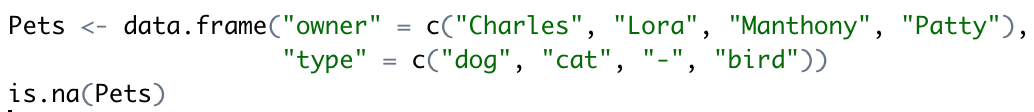 Pets <- data.frame("owner" = c("Charles", "Lora", "Manthony", "Patty"),
"type" = c("dog", "cat", "-", "bird"))
is.na(Pets)